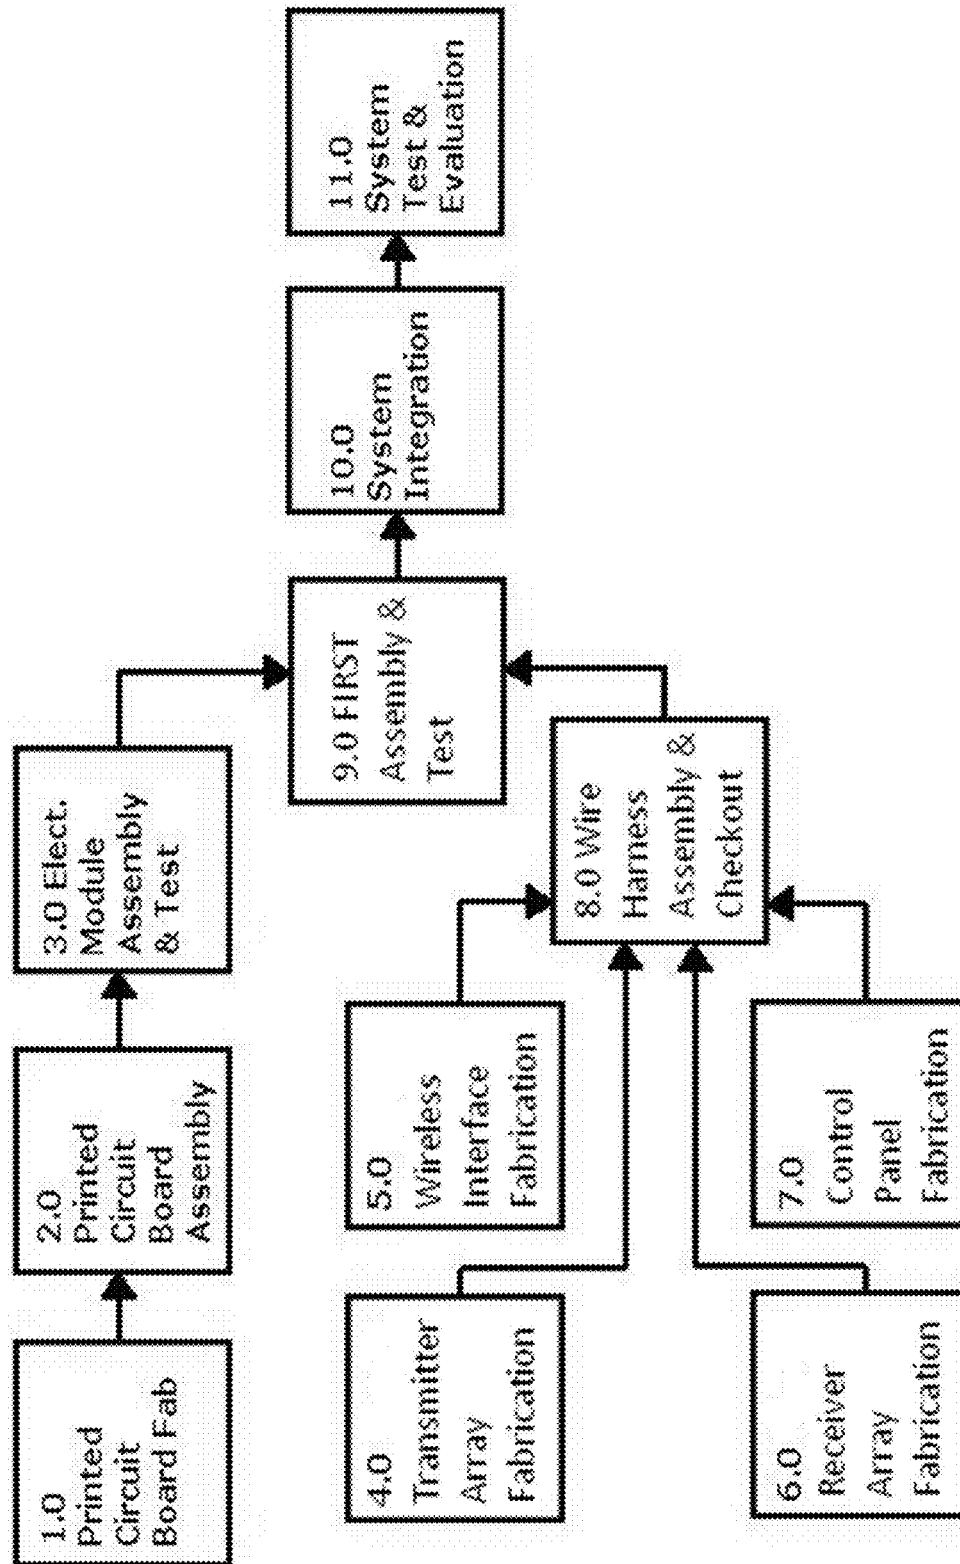 1.0
Printed
Circuit
Board Fab
2.0
Printed
Circuit
Board
Assembly
3.0 Elect.
Module
Assembly
& Test
4.0
Transmitter
Array
Fabrication
5.0
Wireless
Interface
Fabrication
6.0
Receiver
Array
Fabrication
7.0
Control
Panel
Fabrication
8.0 Wire
Harness
Assembly &
Checkout
9.0 FIRST
Assembly &
Test
10.0
System
Integration
11.0
System
Test &
Evaluation